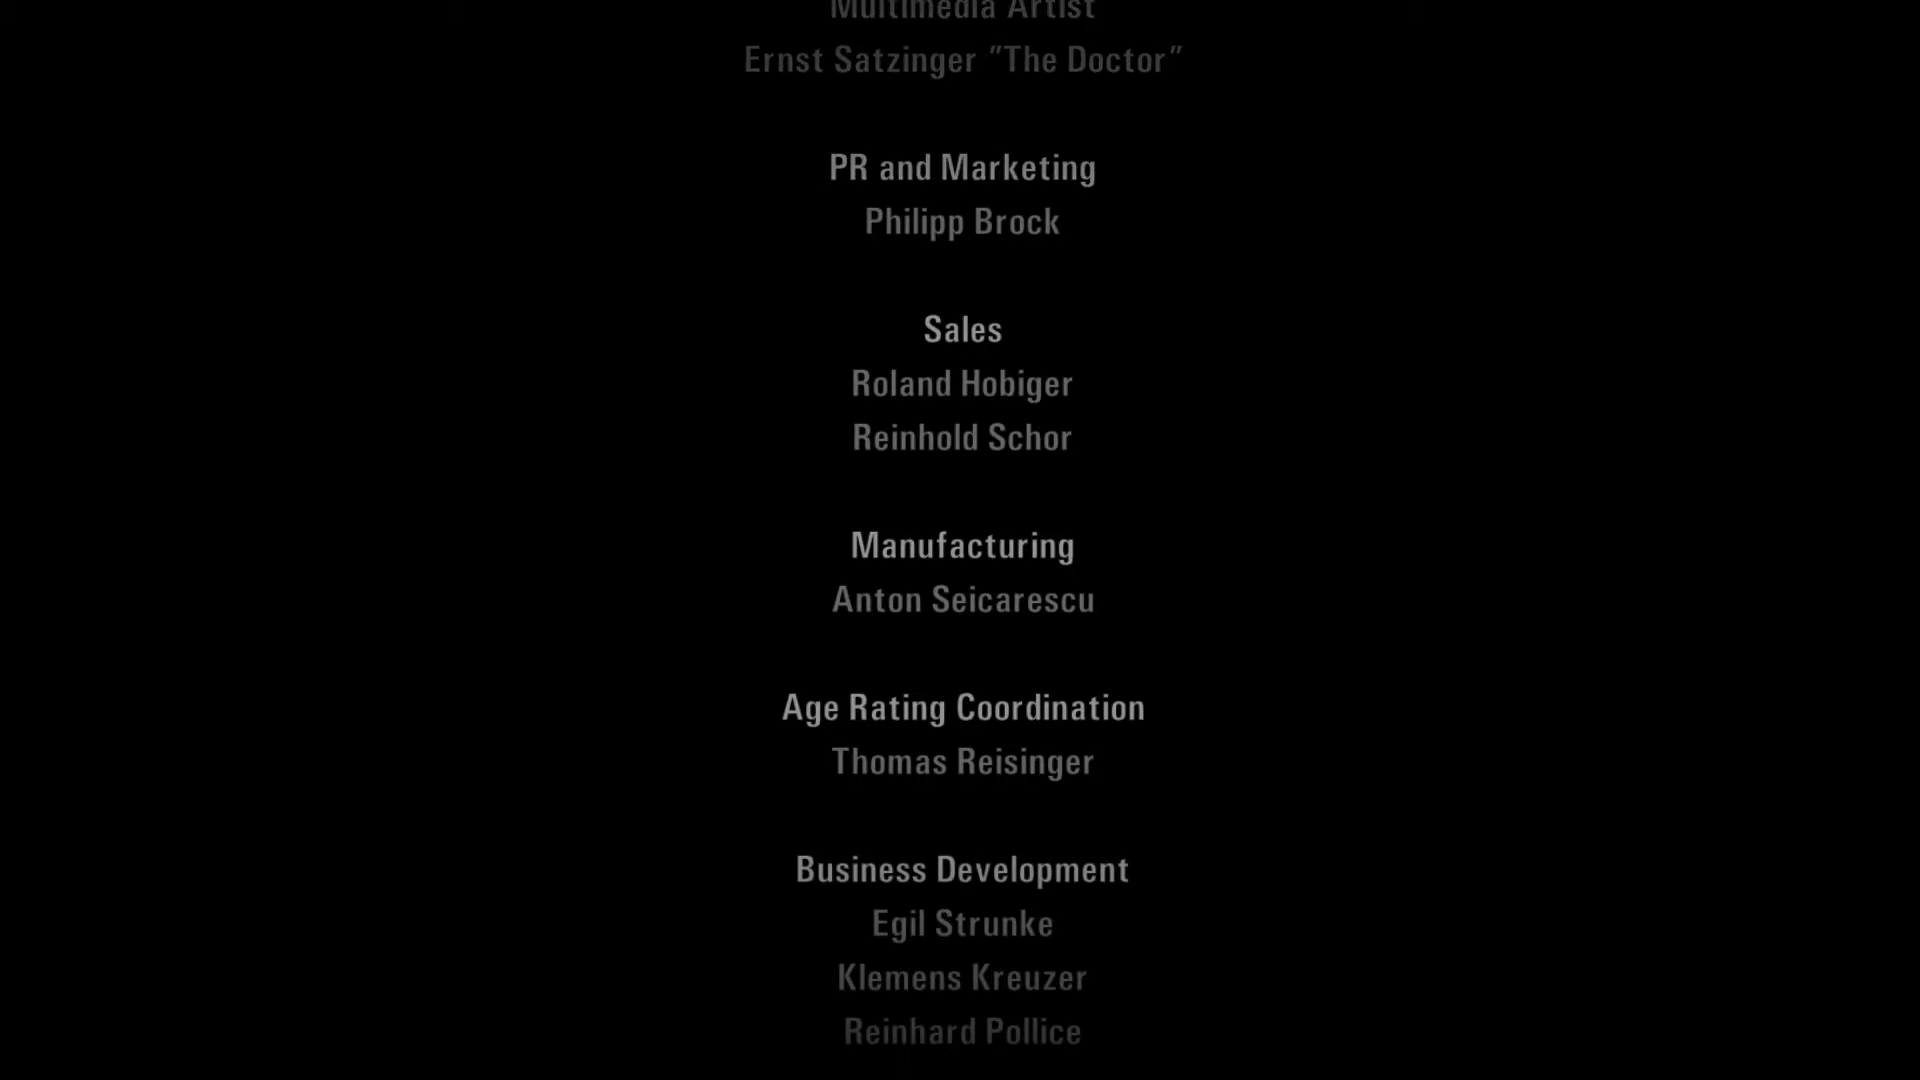 Multimedia Artist
Ernst Satzinger "The Doctor"
PR and Marketing
Philipp Brock
Sales
Roland Hobiger
Reinhold Schor
Manufacturing
Anton Seicarescu
Age Rating Coordination
Thomas Reisinger
Business Development
Egil Strunke
Klemens Kreuzer
Reinhard Pollice